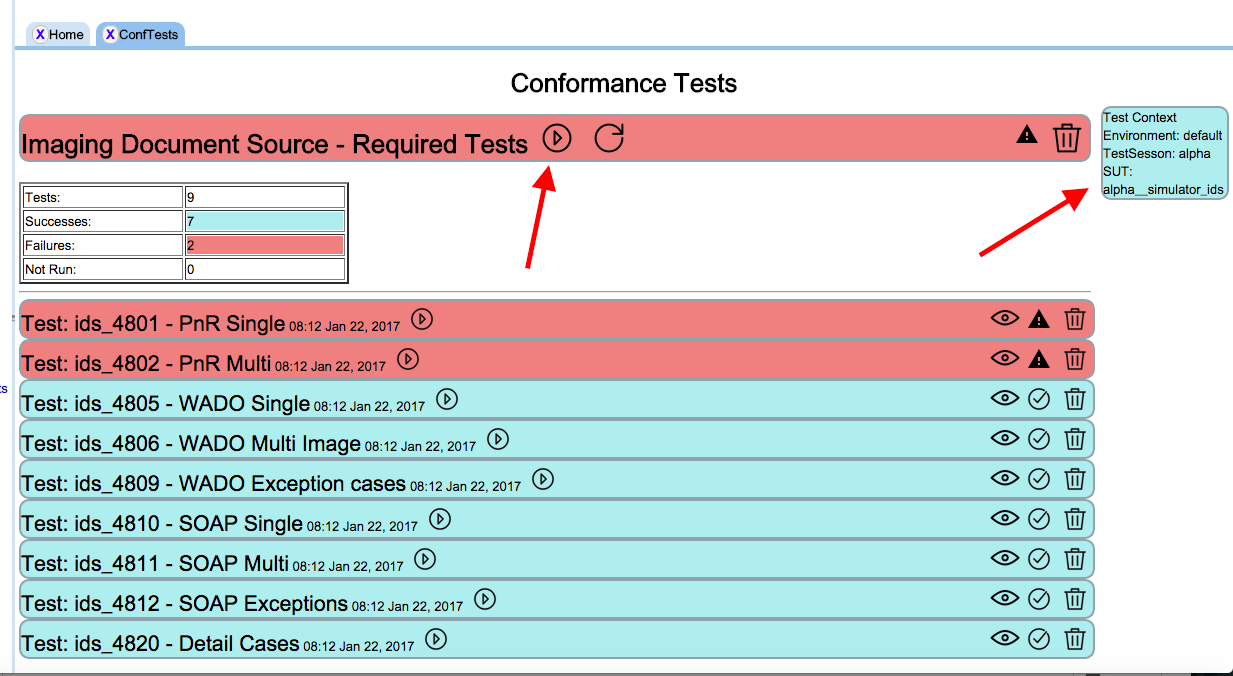 X Home X ConfTests
Conformance Tests
Imaging Document Source - Required Tests
Test Context
Environment: default
TestSesson: alpha
SUT:
alpha__simulator_ids
Tests: 9
Successes: 7
Failures: 2
Not Run: 0
Test: ids_4801 - PnR Single 08:12 Jan 22, 2017
Test: ids_4802 - PnR Multi 08:12 Jan 22, 2017
ts
Test: ids_4805 - WADO Single 08:12 Jan 22, 2017
Test: ids_4806 - WADO Multi Image 08:12 Jan 22, 2017
Test: ids_4809 - WADO Exception cases 08:12 Jan 22, 2017
Test: ids_4810 - SOAP Single 08:12 Jan 22, 2017
Test: ids_4811 - SOAP Multi 08:12 Jan 22, 2017
Test: ids_4812 - SOAP Exceptions 08:12 Jan 22, 2017
Test: ids_4820 - Detail Cases 08:12 Jan 22, 2017